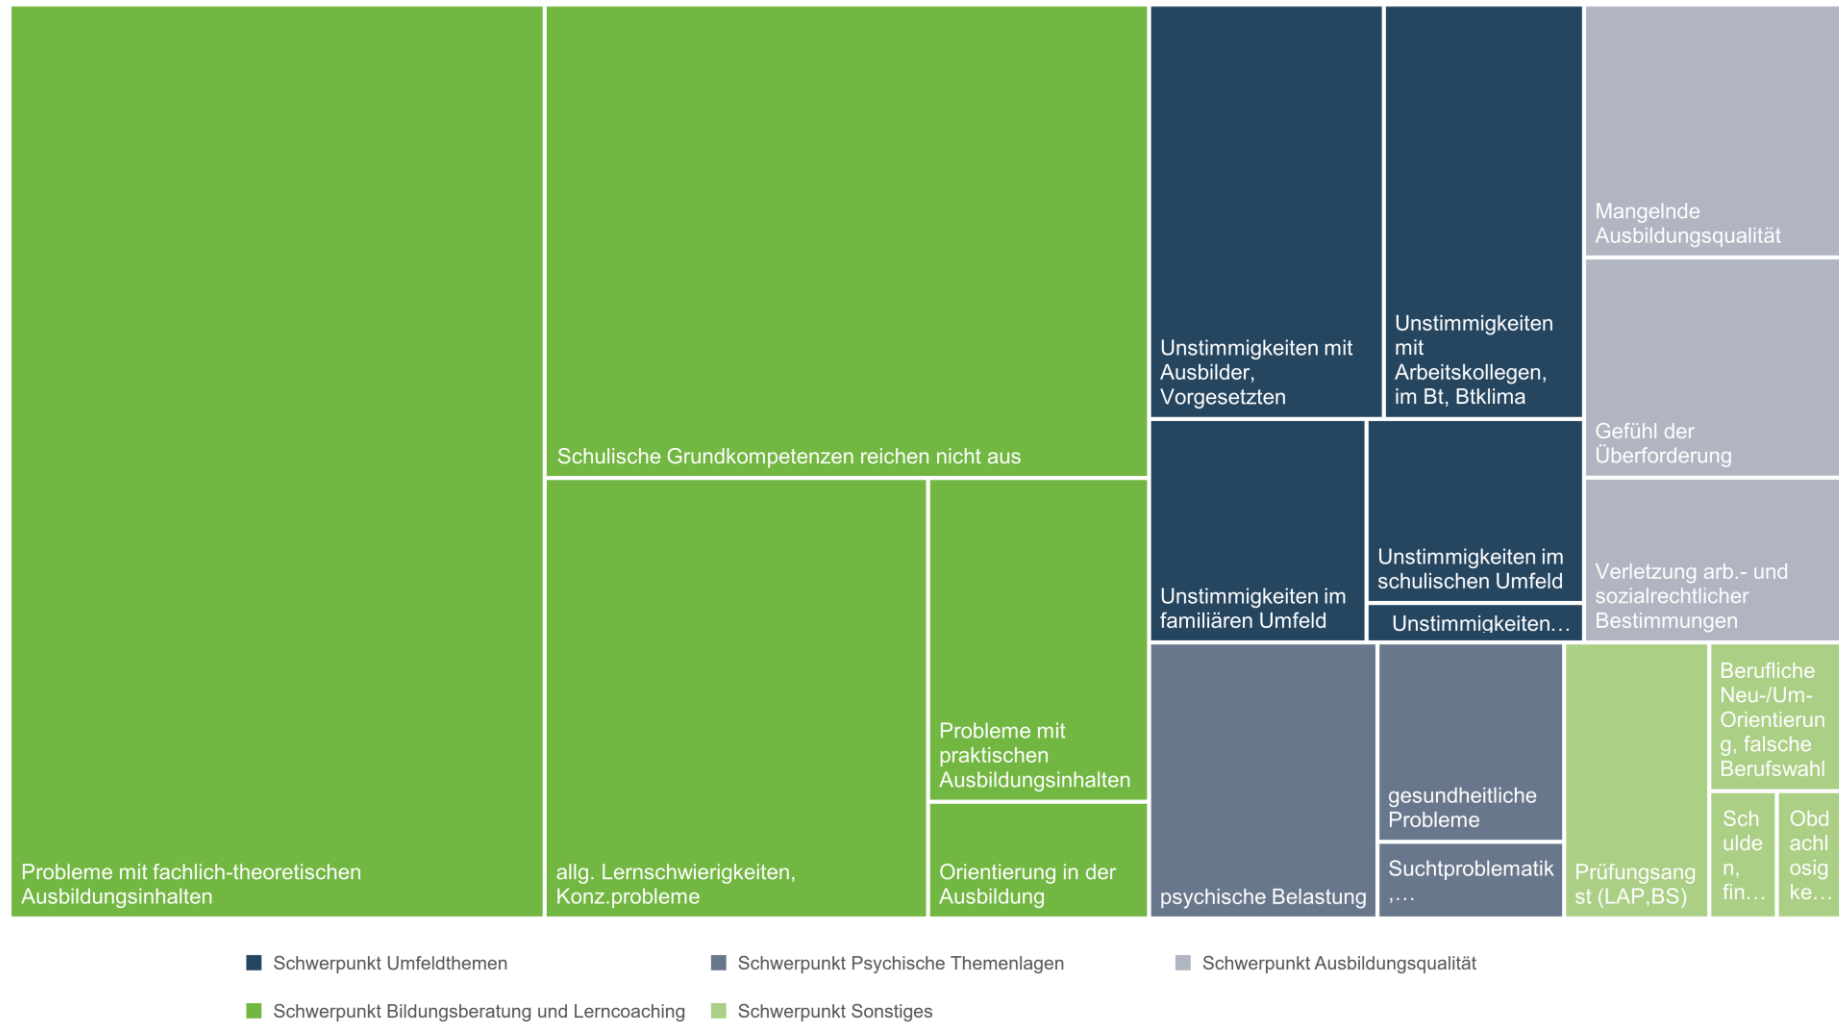 Probleme mit fachlich-theoretischen
Ausbildungsinhalten
Schulische Grundkompetenzen reichen nicht aus
allg. Lernschwierigkeiten,
Konz.probleme
Probleme mit
praktischen
Ausbildungsinhalten
Orientierung in der
Ausbildung
Unstimmigkeiten mit
Ausbilder,
Vorgesetzten
Unstimmigkeiten
mit
Arbeitskollegen,
im Bt, Btklima
Unstimmigkeiten im
familiären Umfeld
Unstimmigkeiten im
schulischen Umfeld
Unstimmigkeiten…
Mangelnde
Ausbildungsqualität
Gefühl der
Überforderung
Verletzung arb.- und
sozialrechtlicher
Bestimmungen
psychische Belastung
gesundheitliche
Probleme
Suchtproblematik
,…
Prüfungsang
st (LAP,BS)
Berufliche
Neu-/Um-
Orientierun
g, falsche
Berufswahl
Sch
ulde
n,
fin…
Obd
achl
osig
ke…
Schwerpunkt Umfeldthemen
Schwerpunkt Psychische Themenlagen
Schwerpunkt Ausbildungsqualität
Schwerpunkt Bildungsberatung und Lerncoaching
Schwerpunkt Sonstiges